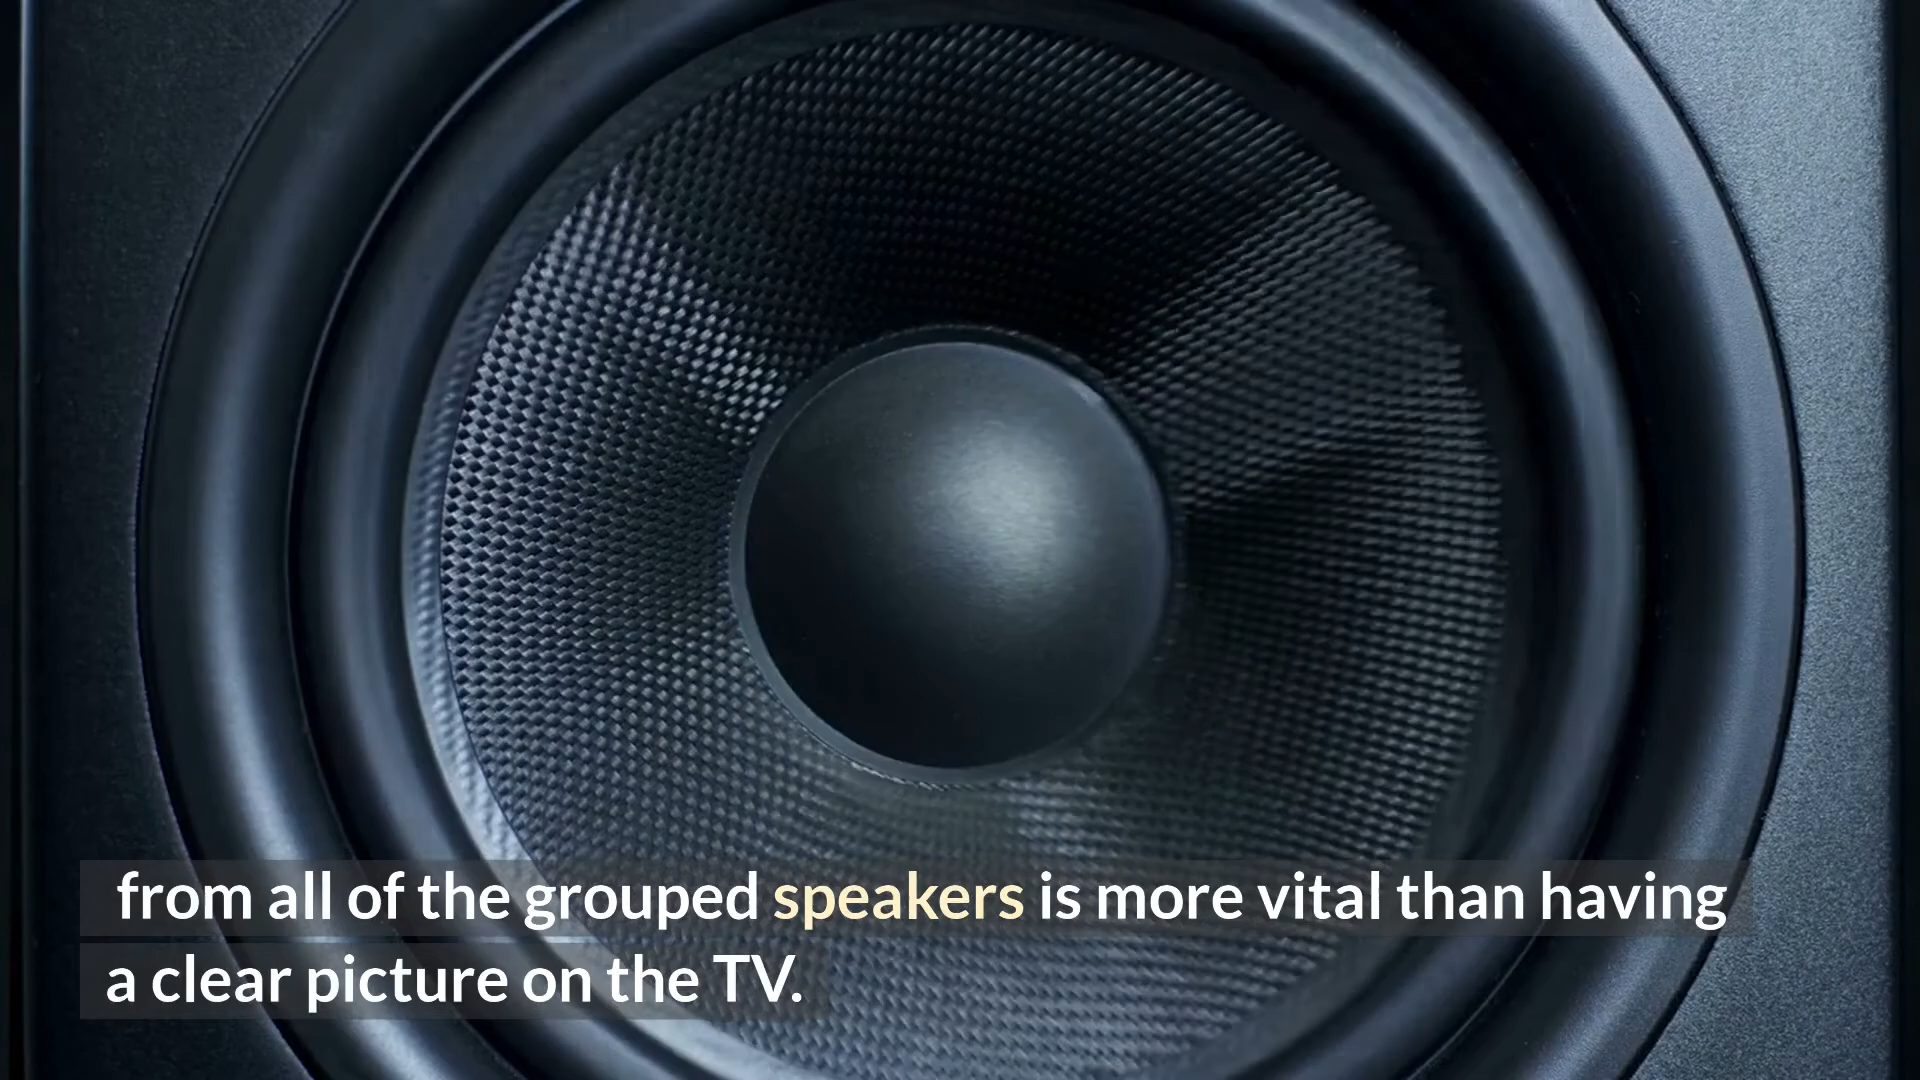 from all of the grouped speakers is more vital than having
a clear picture on the TV.